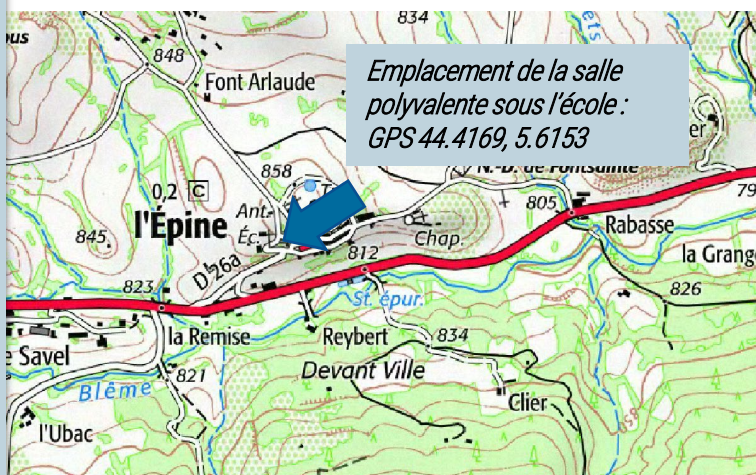 834
848
Font Arlaude
Emplacement de la salle
polyvalente sous l'école :
GPS 44.4169, 5.6153
858
0,2 C
Ant.
l'Épine
Éc.
845
Chap.
805
Rabasse
la Grang
D 26a
812
823
St. épur.
826
la Remise
Reybert
834
Savel
Devant Ville
821
Blême
Clier
l'Ubac
850